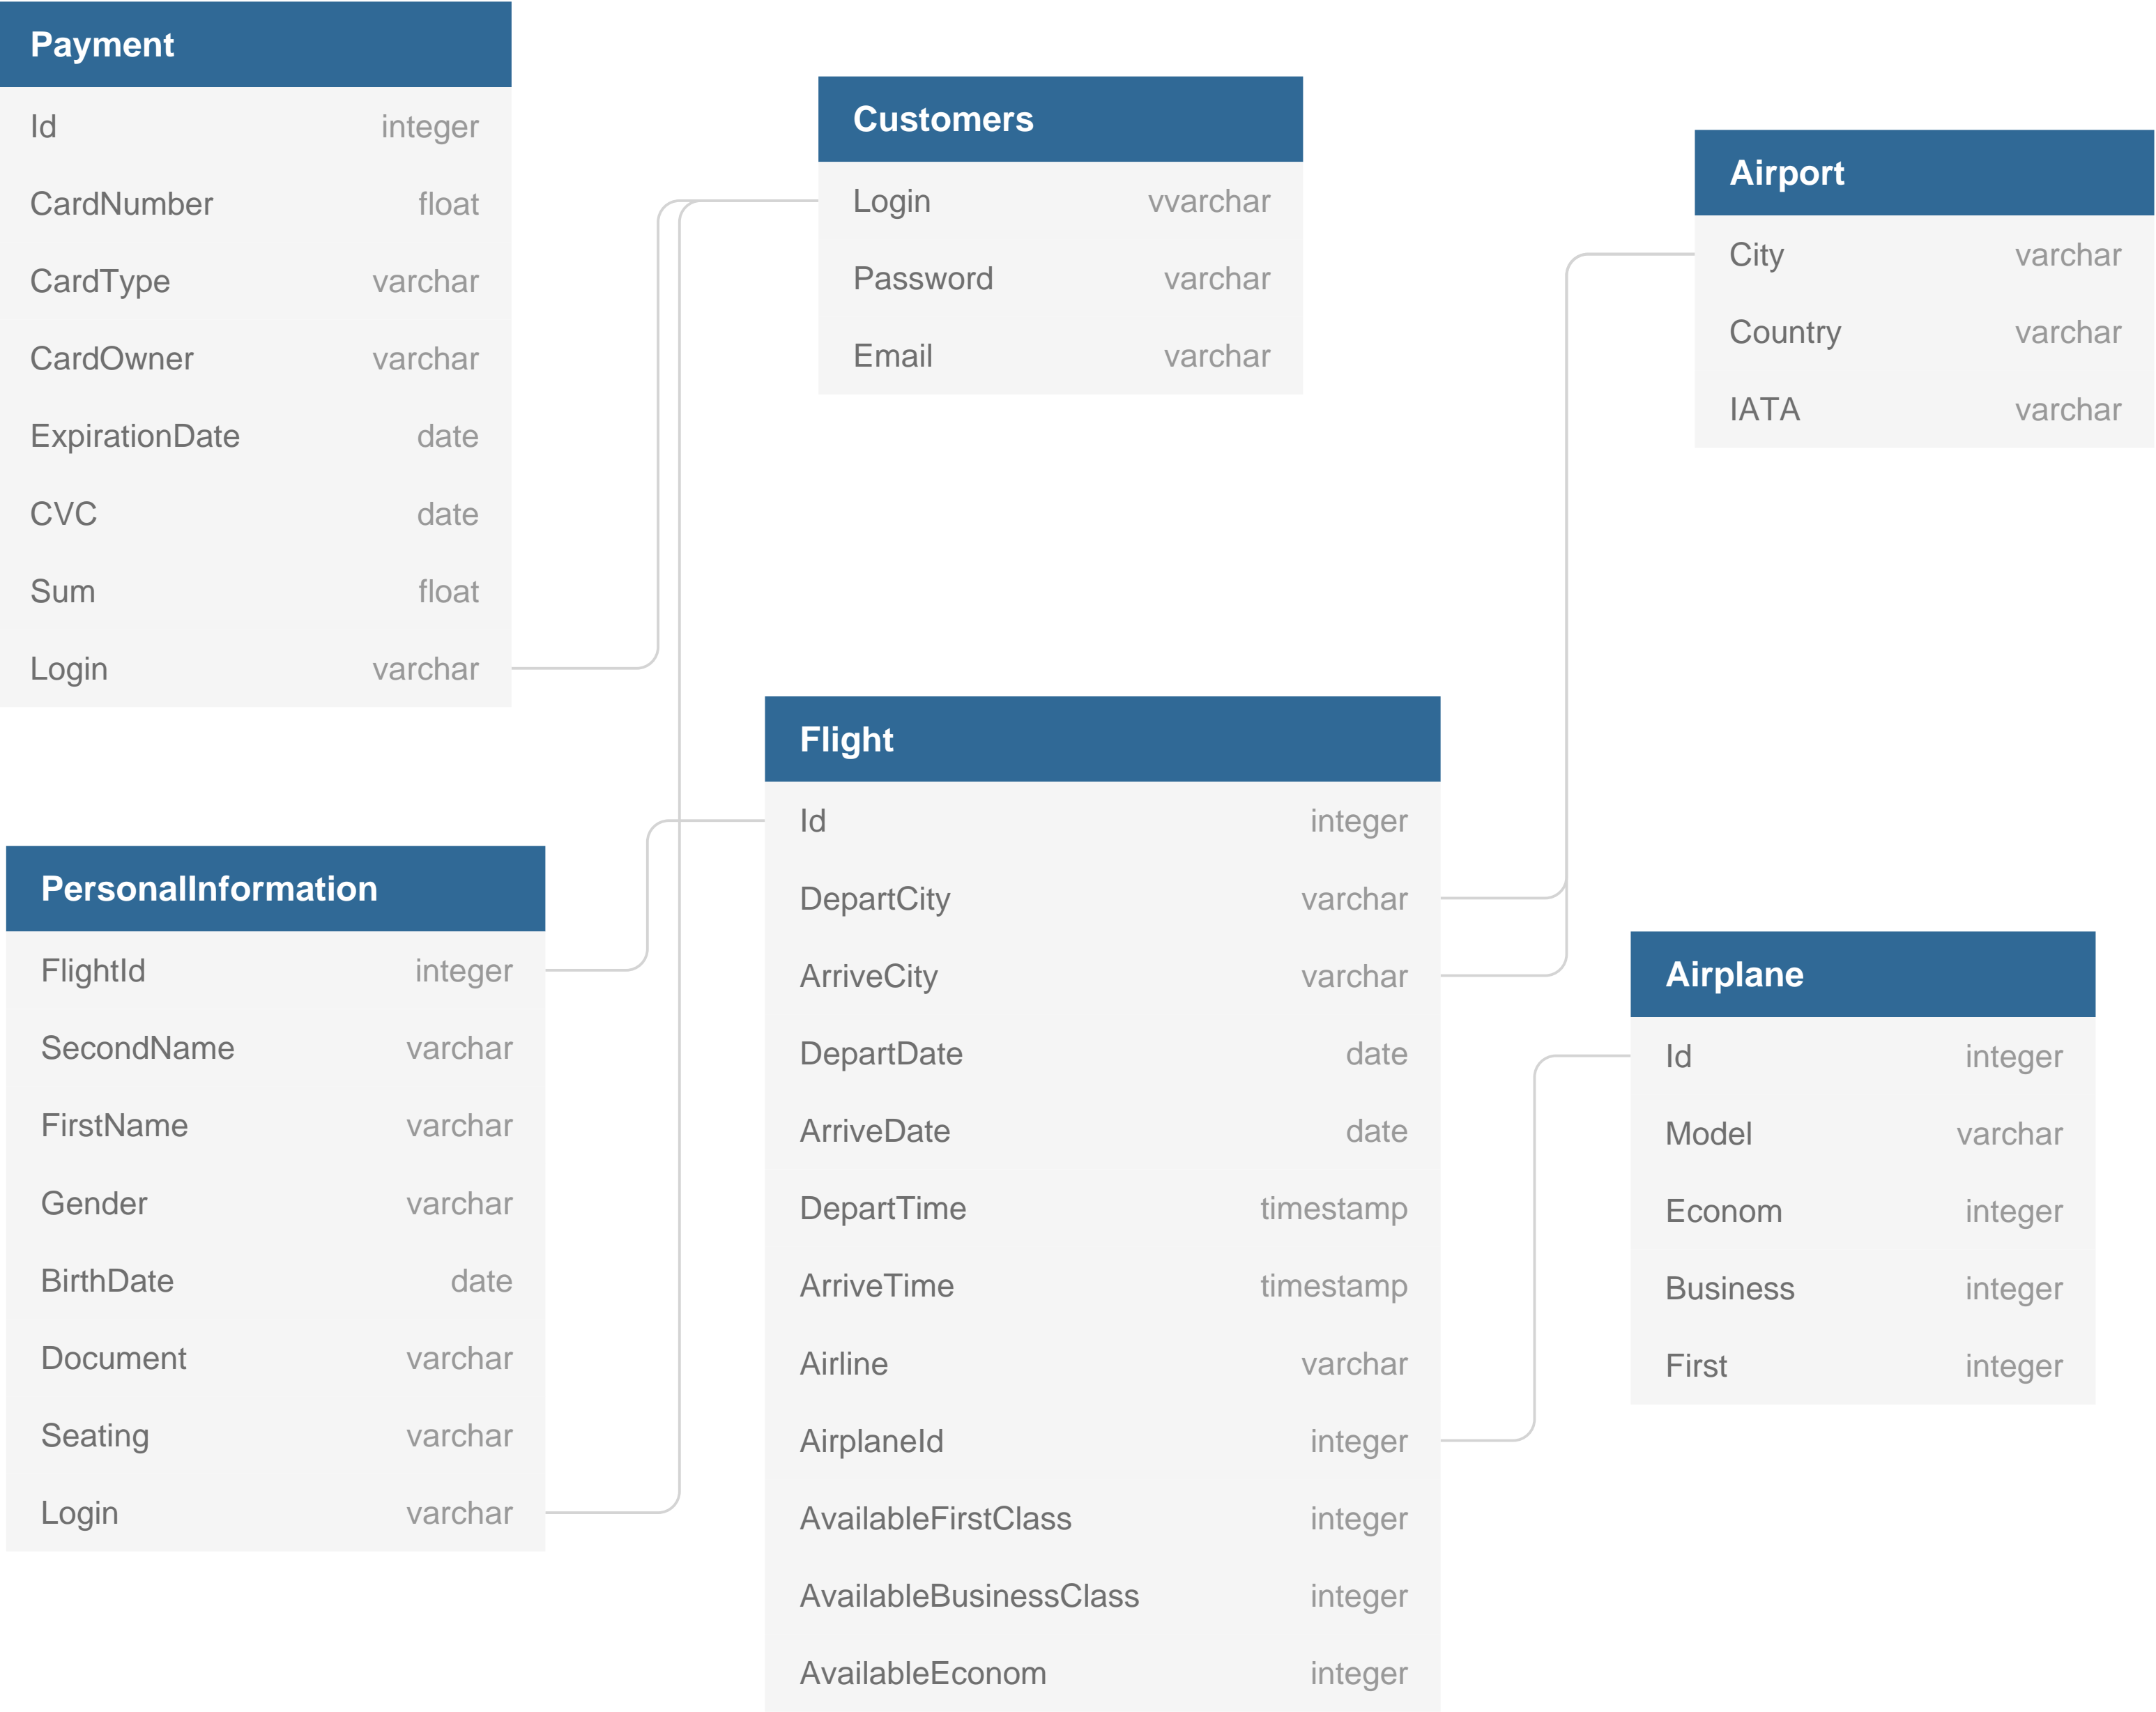 Payment
Id integer
CardNumber float
CardType varchar
CardOwner varchar
ExpirationDate date
CVC date
Sum float
Login varchar
Customers
Login vvarchar
Password varchar
Email varchar
Airport
City varchar
Country varchar
IATA varchar
PersonalInformation
FlightId integer
SecondName varchar
FirstName varchar
Gender varchar
BirthDate date
Document varchar
Seating varchar
Login varchar
Flight
Id integer
DepartCity varchar
ArriveCity varchar
DepartDate date
ArriveDate date
DepartTime timestamp
ArriveTime timestamp
Airline varchar
AirplaneId integer
AvailableFirstClass integer
AvailableBusinessClass integer
AvailableEconom integer
Airplane
Id integer
Model varchar
Econom integer
Business integer
First integer